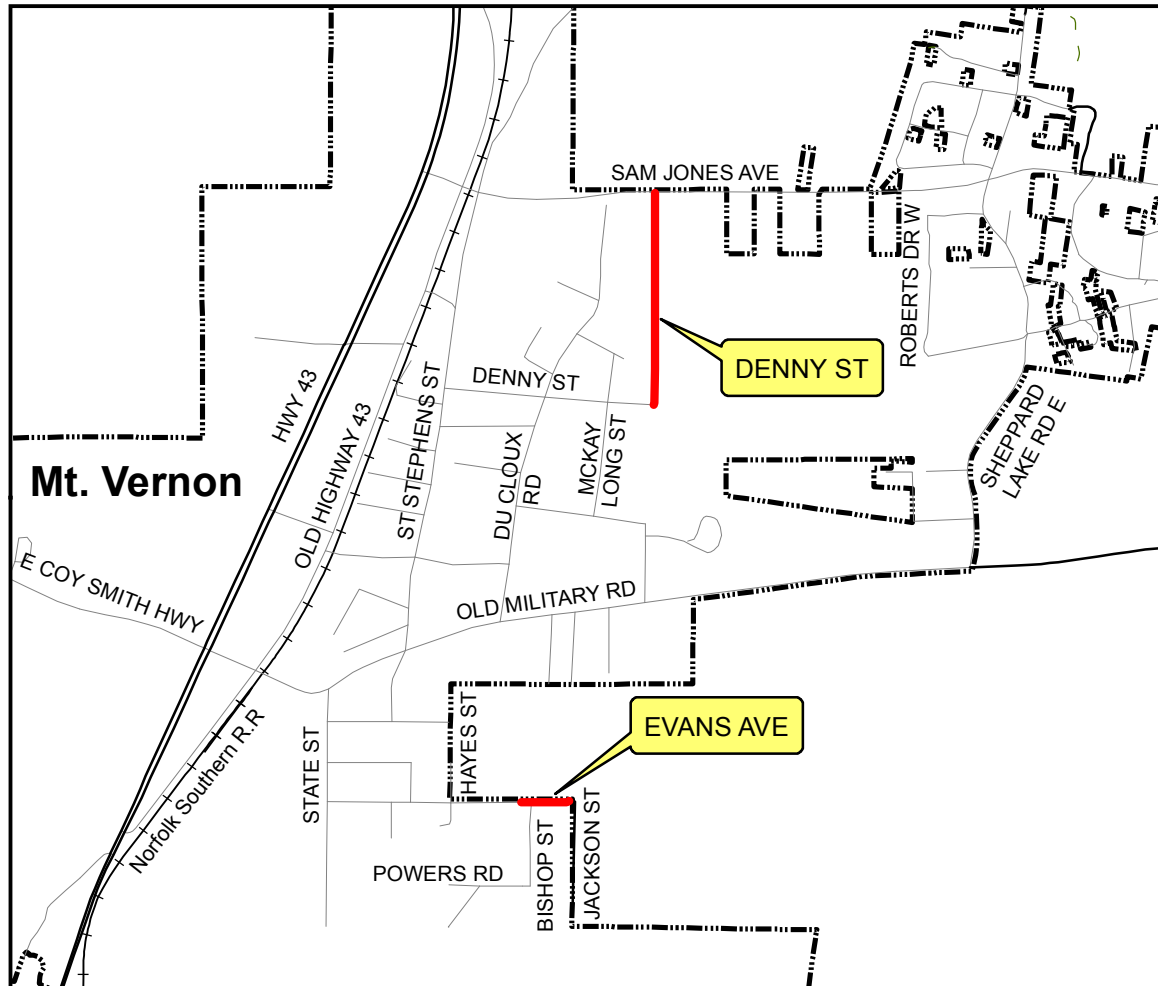 SAM JONES AVE
ROBERTS DR W
HWY 43
DENNY ST
DENNY ST
OLD HIGHWAY 43
ST STEPHENS ST
DU CLOUX
RD
MCKAY
LONG ST
SHEPPARD
LAKE RD E
Mt. Vernon
E COY SMITH HWY
OLD MILITARY RD
Norfolk Southern R.R
STATE ST
HAYES ST
EVANS AVE
POWERS RD
BISHOP ST
JACKSON ST